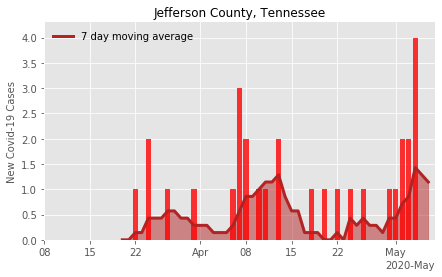 Jefferson County, Tennessee
7 day moving average
New Covid-19 Cases
4.0
3.5
3.0
2.5
2.0
1.5
1.0
0.5
0.0
08 15 22 Apr 08 15 22 May
2020-May